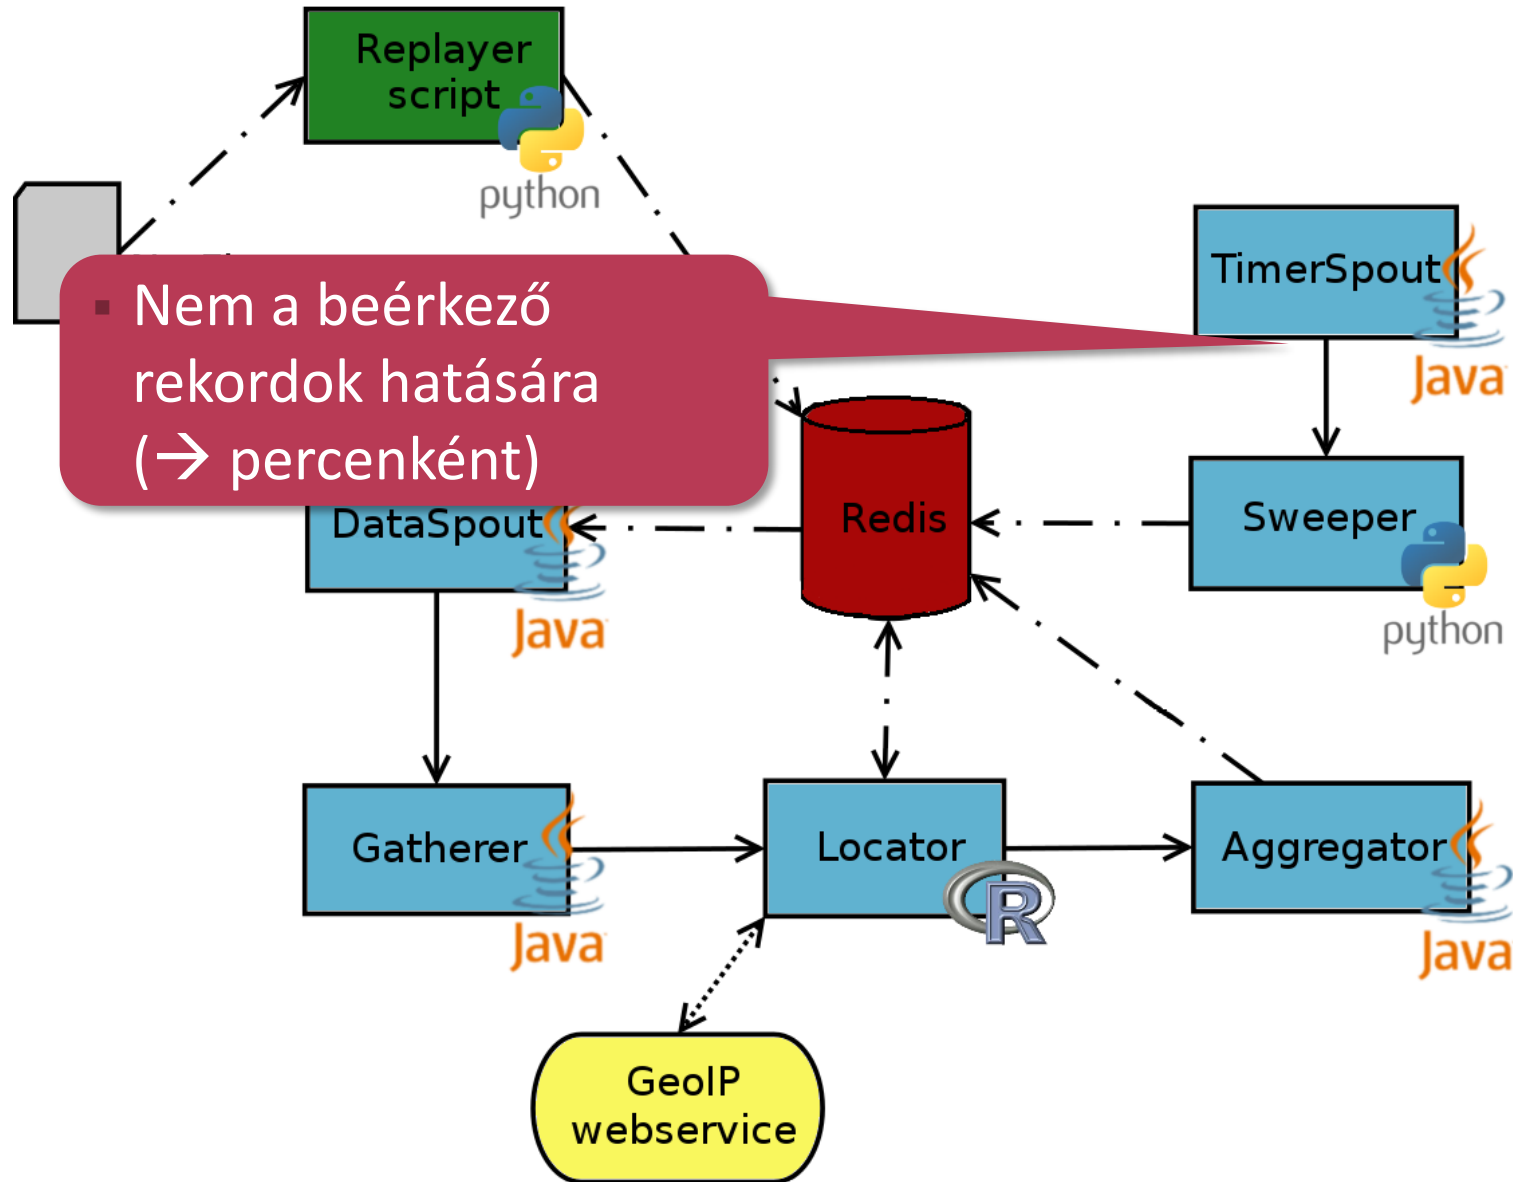 Replayer
script
python
TimerSpout
Java
▪ Nem a beérkező
rekordok hatására
(→ percenként)
Redis
Sweeper
python
DataSpout
Java
Gatherer
Java
Locator
R
Aggregator
Java
GeoIP
webservice